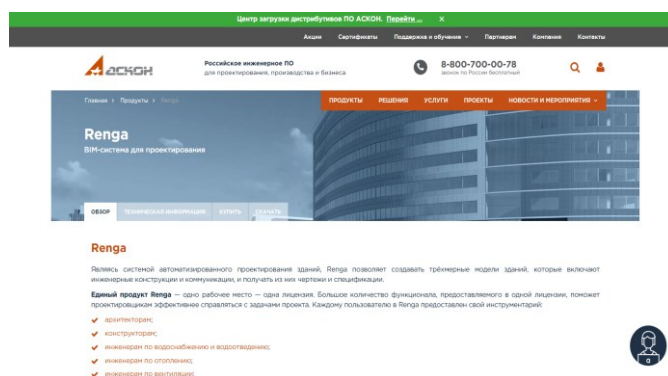 Центр загрузки дистрибутивов ПО АСКОН. Перейти ... X
Акции Сертификаты Поддержка и обучение Партнерам Компания Контакты
АСКОН
Российское инженерное ПО
для проектирования, производства и бизнеса
8-800-700-00-78
звонок по России бесплатный
Главная > Продукты > Renga
ПРОДУКТЫ РЕШЕНИЯ УСЛУГИ ПРОЕКТЫ НОВОСТИ И МЕРОПРИЯТИЯ
Renga
BIM-система для проектирования
ОБЗОР ТЕХНИЧЕСКАЯ ИНФОРМАЦИЯ КУПИТЬ СКАЧАТЬ
Renga
Являясь системой автоматизированного проектирования зданий, Renga позволяет создавать трёхмерные модели зданий, которые включают
инженерные конструкции и коммуникации, и получать из них чертежи и спецификации.
Единый продукт Renga — одно рабочее место — одна лицензия. Большое количество функционала, предоставляемого в одной лицензии, поможет
проектировщикам эффективнее справляться с задачами проекта. Каждому пользователю в Renga предоставлен свой инструментарий:
архитекторам;
конструкторам;
инженерам по водоснабжению и водоотведению;
инженерам по отоплению;
инженерам по вентиляции;
0